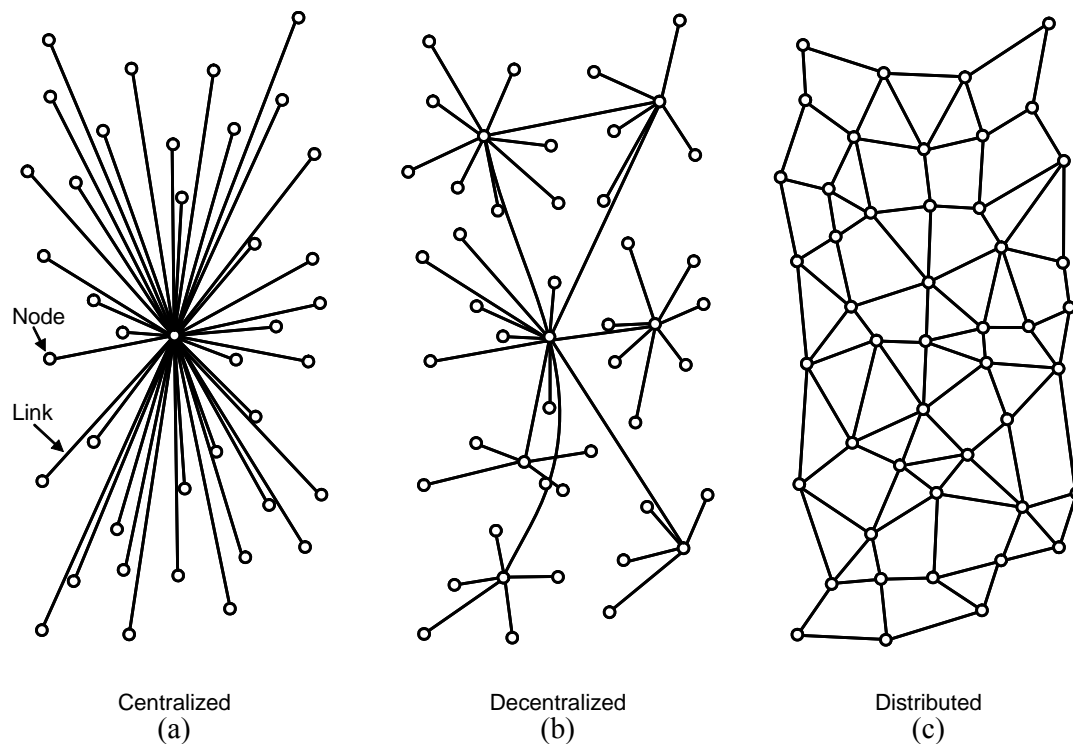 Node
Link
Centralized
(a)
Decentralized
(b)
Distributed
(c)